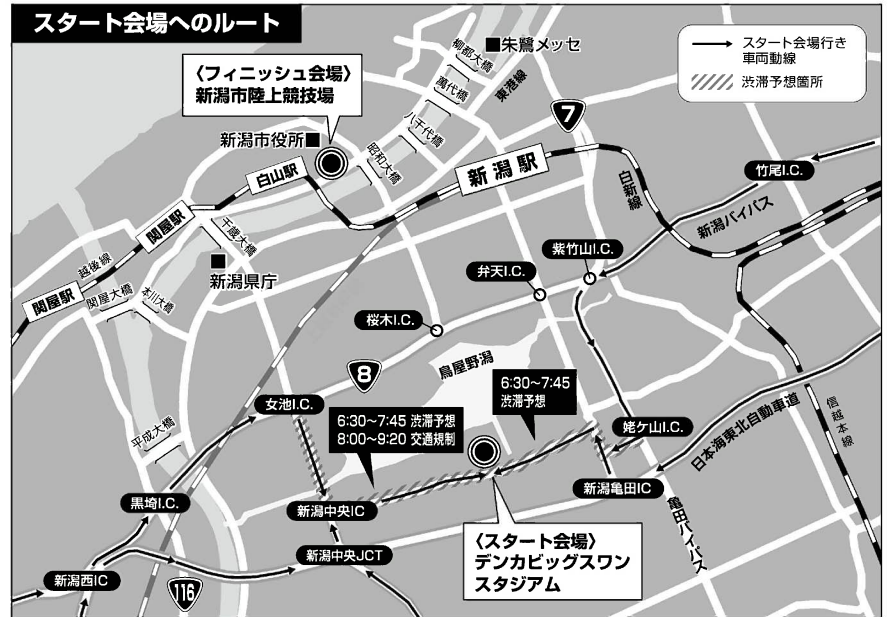 スタート会場へのルート
スタート会場行き
車両動線
渋滞予想箇所
〈フィニッシュ会場〉
新潟市陸上競技場
朱鷺メッセ
柳都大橋
萬代橋
東港線
八千代橋
昭和大橋
7
新潟市役所
白山駅
新潟駅
竹尾I.C.
白新線
新潟バイパス
関屋駅
千歳大橋
越後線
新潟県庁
関屋駅
関屋大橋
本川大橋
紫竹山I.C.
弁天I.C.
桜木I.C.
鳥屋野潟
8
6:30〜7:45
渋滞予想
女池I.C.
6:30〜7:45 渋滞予想
8:00〜9:20 交通規制
姥ケ山I.C.
日本海東北自動車道
信越本線
平成大橋
黒埼I.C.
新潟中央IC
新潟亀田IC
亀田バイパス
〈スタート会場〉
デンカビッグスワン
スタジアム
新潟中央JCT
新潟西IC
116